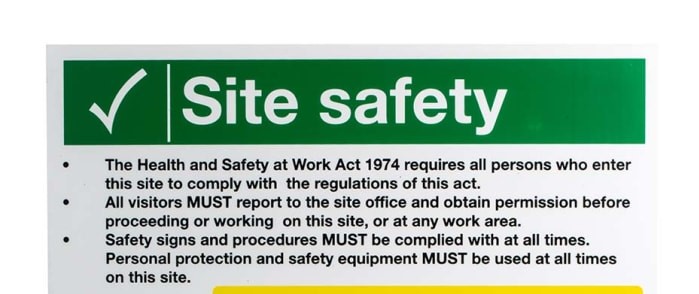 Site safety
• The Health and Safety at Work Act 1974 requires all persons who enter
this site to comply with the regulations of this act.
• All visitors MUST report to the site office and obtain permission before
proceeding or working on this site, or at any work area.
• Safety signs and procedures MUST be complied with at all times.
Personal protection and safety equipment MUST be used at all times
on this site.